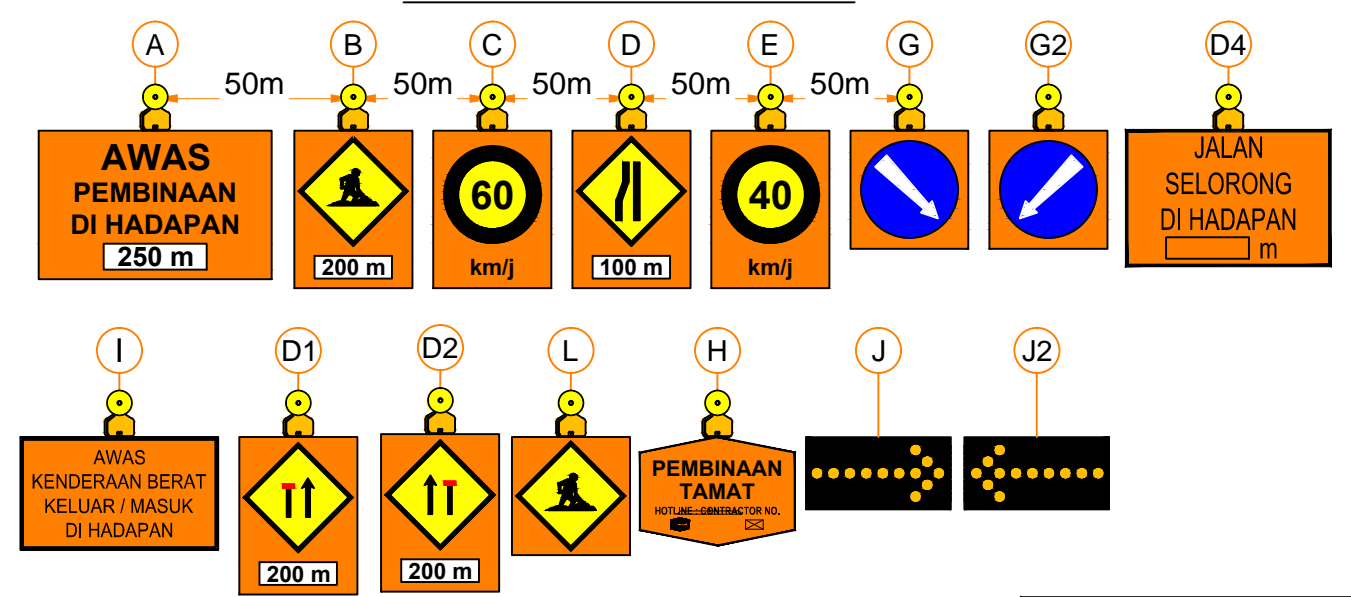 A B C D E G G2 D4
50m 50m 50m 50m 50m
AWAS
PEMBINAAN
DI HADAPAN
250 m
200 m
60
km/j
100 m
40
km/j
JALAN
SELORONG
DI HADAPAN
m
I D1 D2 L H J J2
AWAS
KENDERAAN BERAT
KELUAR / MASUK
DI HADAPAN
200 m
200 m
PEMBINAAN
TAMAT
HOTLINE : CONTRACTOR NO.